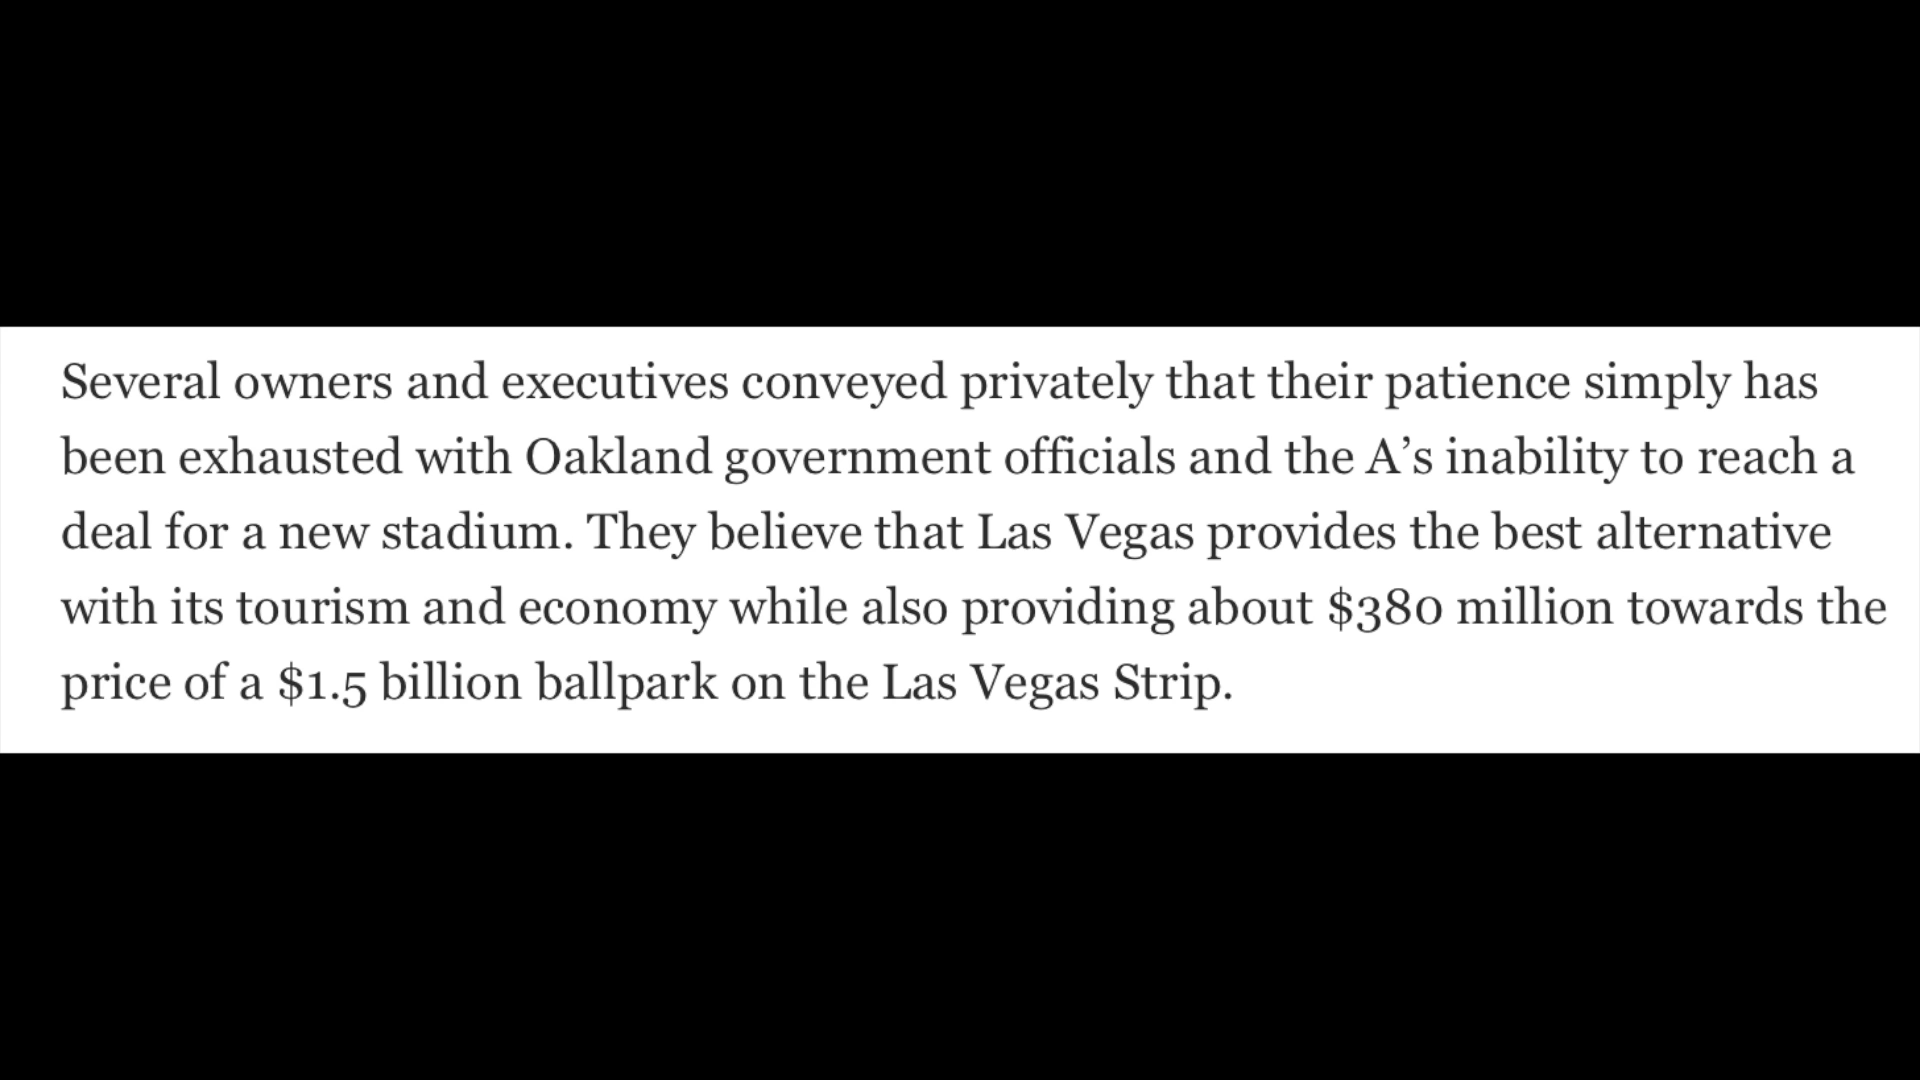 Several owners and executives conveyed privately that their patience simply has
been exhausted with Oakland government officials and the A’s inability to reach a
deal for a new stadium. They believe that Las Vegas provides the best alternative
with its tourism and economy while also providing about $380 million towards the
price of a $1.5 billion ballpark on the Las Vegas Strip.